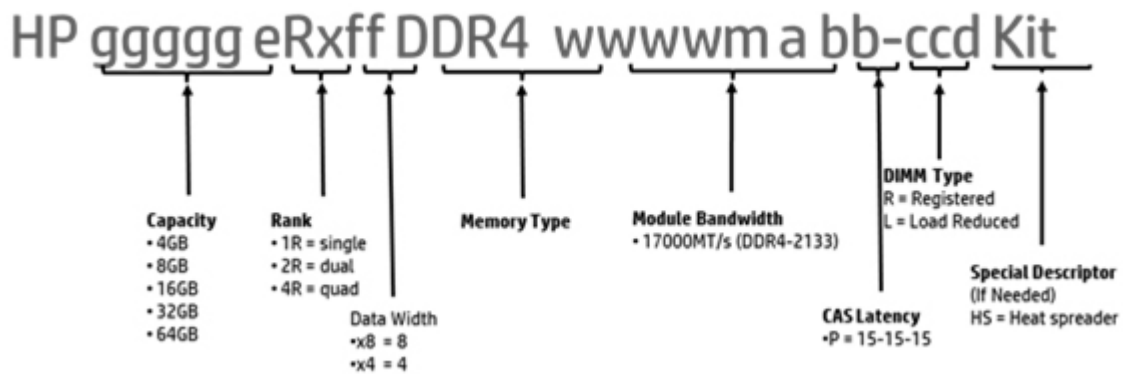 HP ggggg eRxff DDR4 wwwwm a bb-ccd Kit
Capacity
• 4GB
• 8GB
• 16GB
• 32GB
• 64GB
Rank
• 1R = single
• 2R = dual
• 4R = quad
Data Width
•x8 = 8
•x4 = 4
Memory Type
Module Bandwidth
• 17000MT/s (DDR4-2133)
CAS Latency
•P = 15-15-15
DIMM Type
R = Registered
L = Load Reduced
Special Descriptor
(If Needed)
HS = Heat spreader